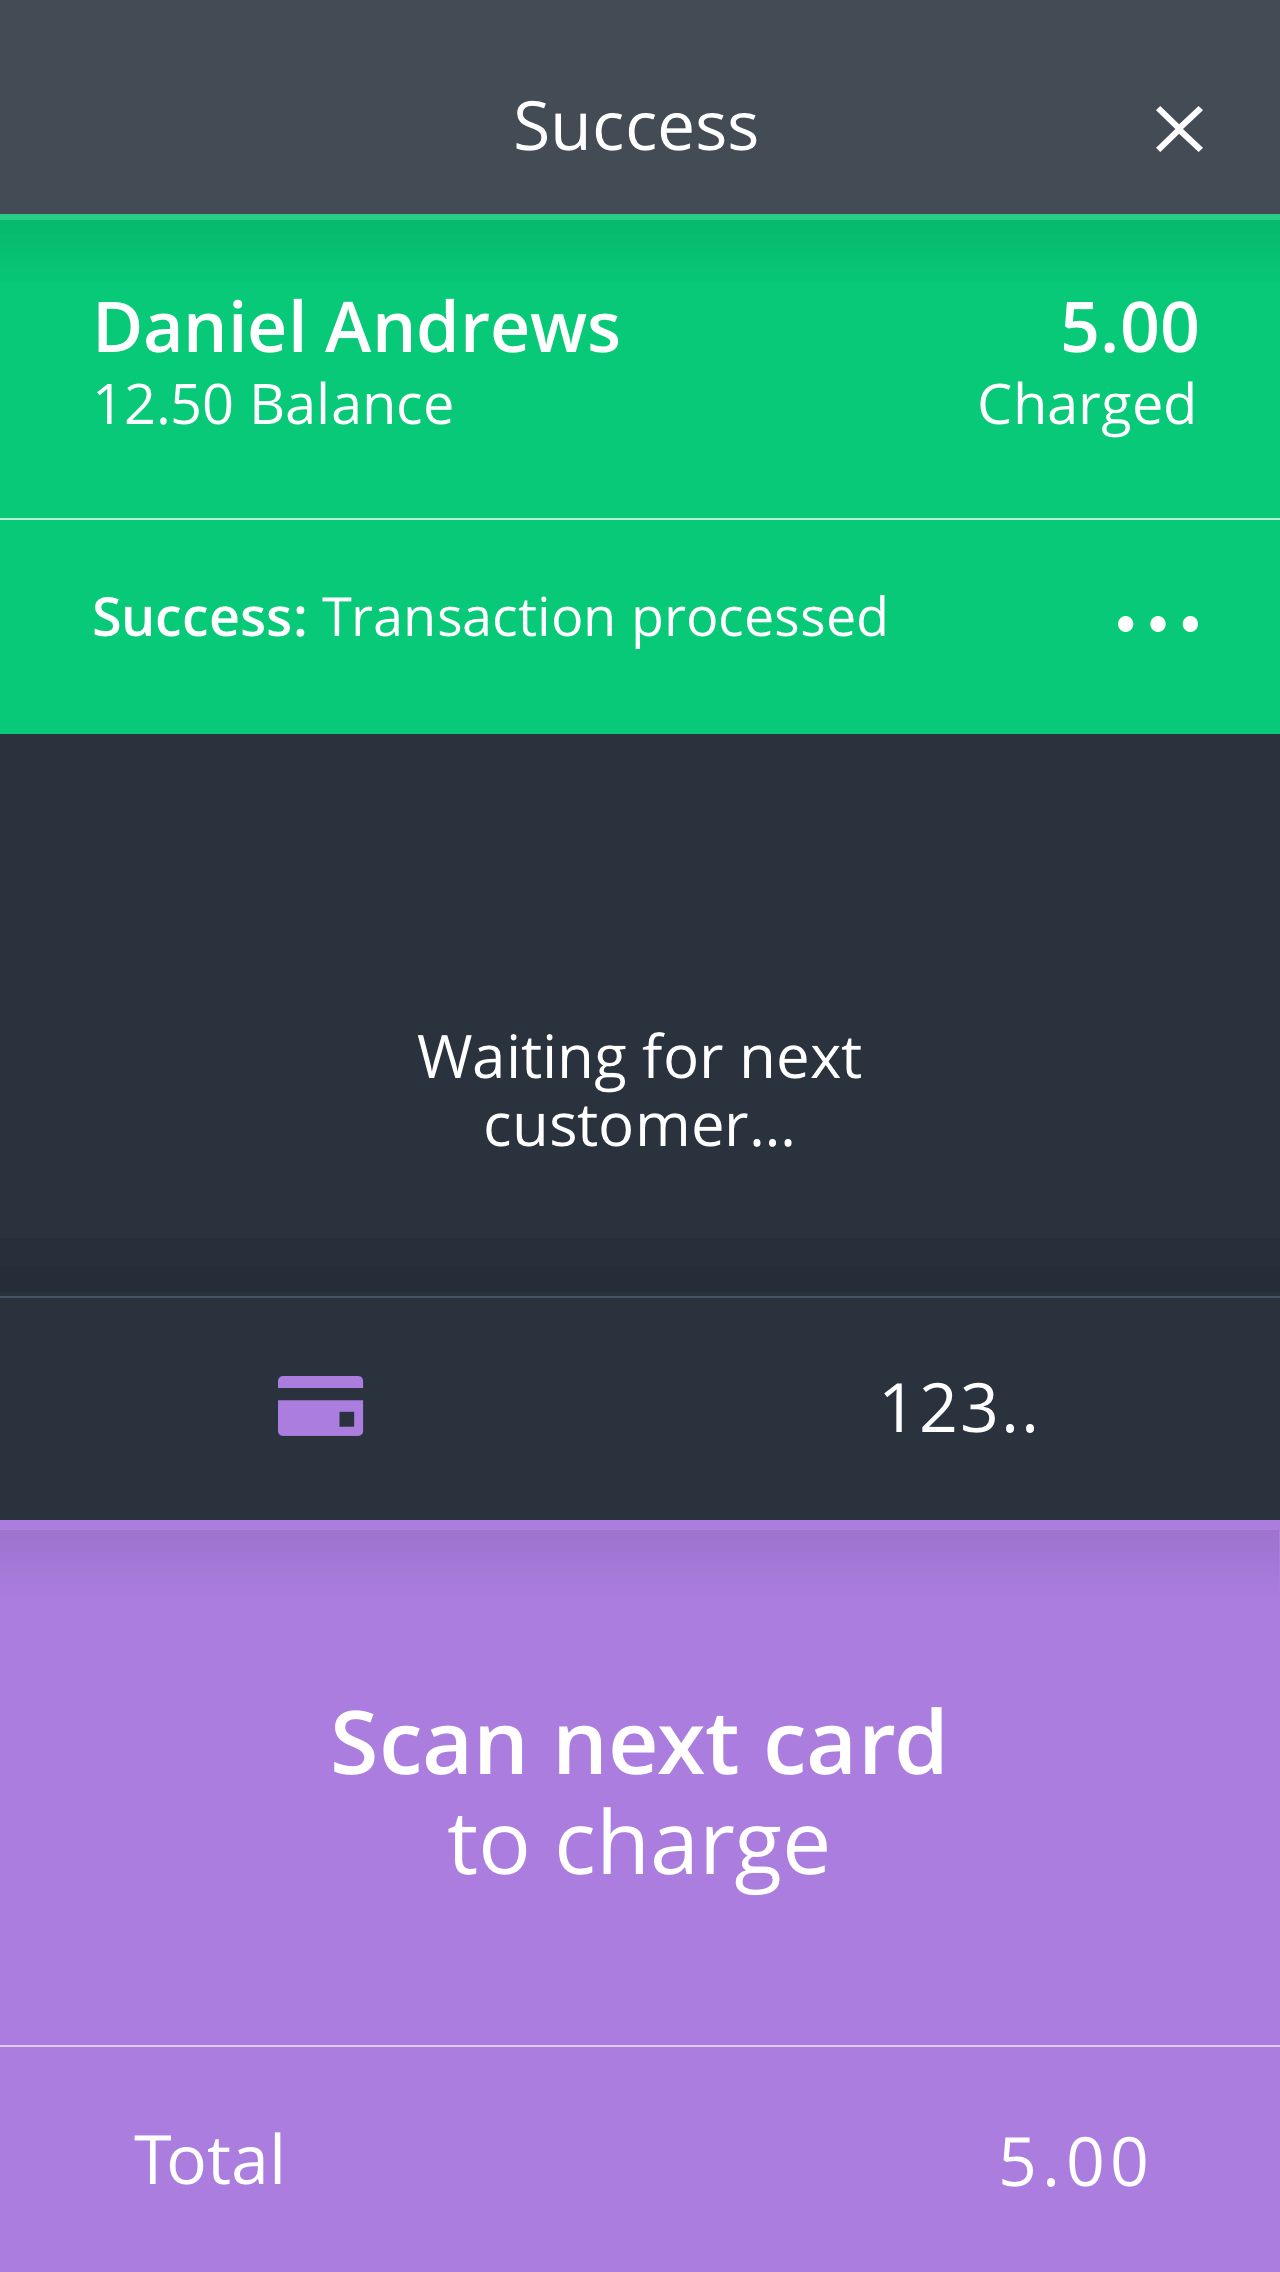 Success
Daniel Andrews 5.00
12.50 Balance Charged
Success: Transaction processed
Waiting for next
customer...
123..
Scan next card
to charge
Total 5.00